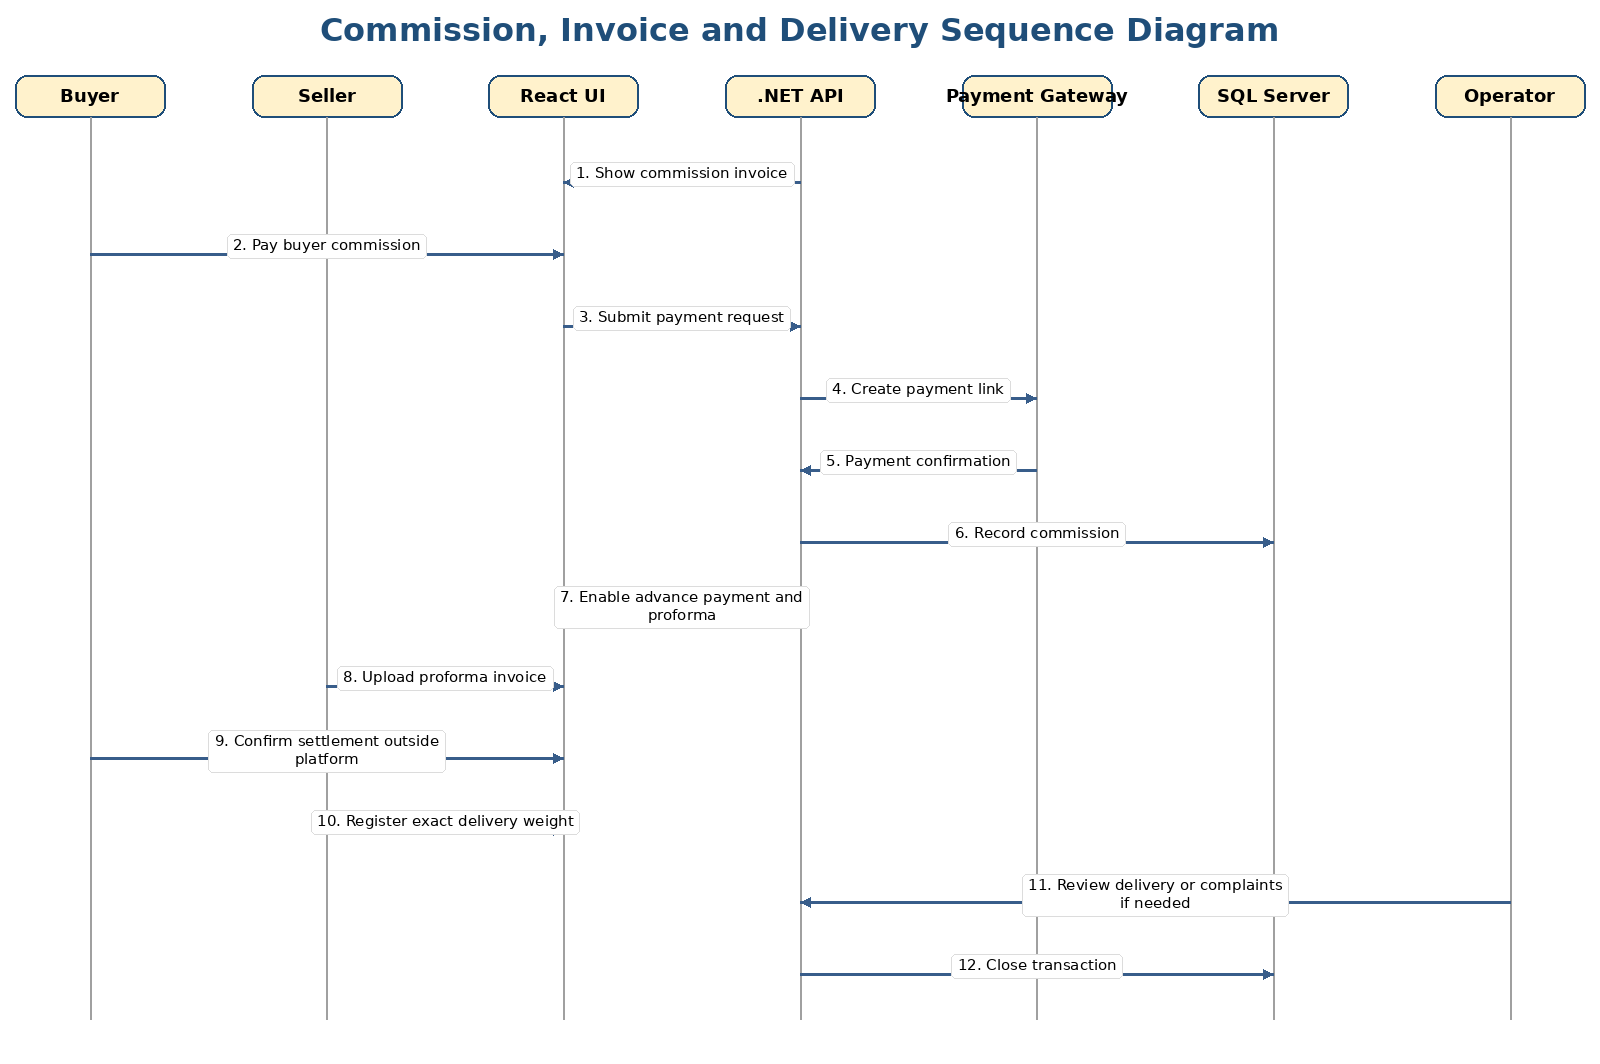 Commission, Invoice and Delivery Sequence Diagram
Buyer
Seller
React UI
.NET API
Payment Gateway
SQL Server
Operator
1. Show commission invoice
2. Pay buyer commission
3. Submit payment request
4. Create payment link
5. Payment confirmation
6. Record commission
7. Enable advance payment and
proforma
8. Upload proforma invoice
9. Confirm settlement outside
platform
10. Register exact delivery weight
11. Review delivery or complaints
if needed
12. Close transaction